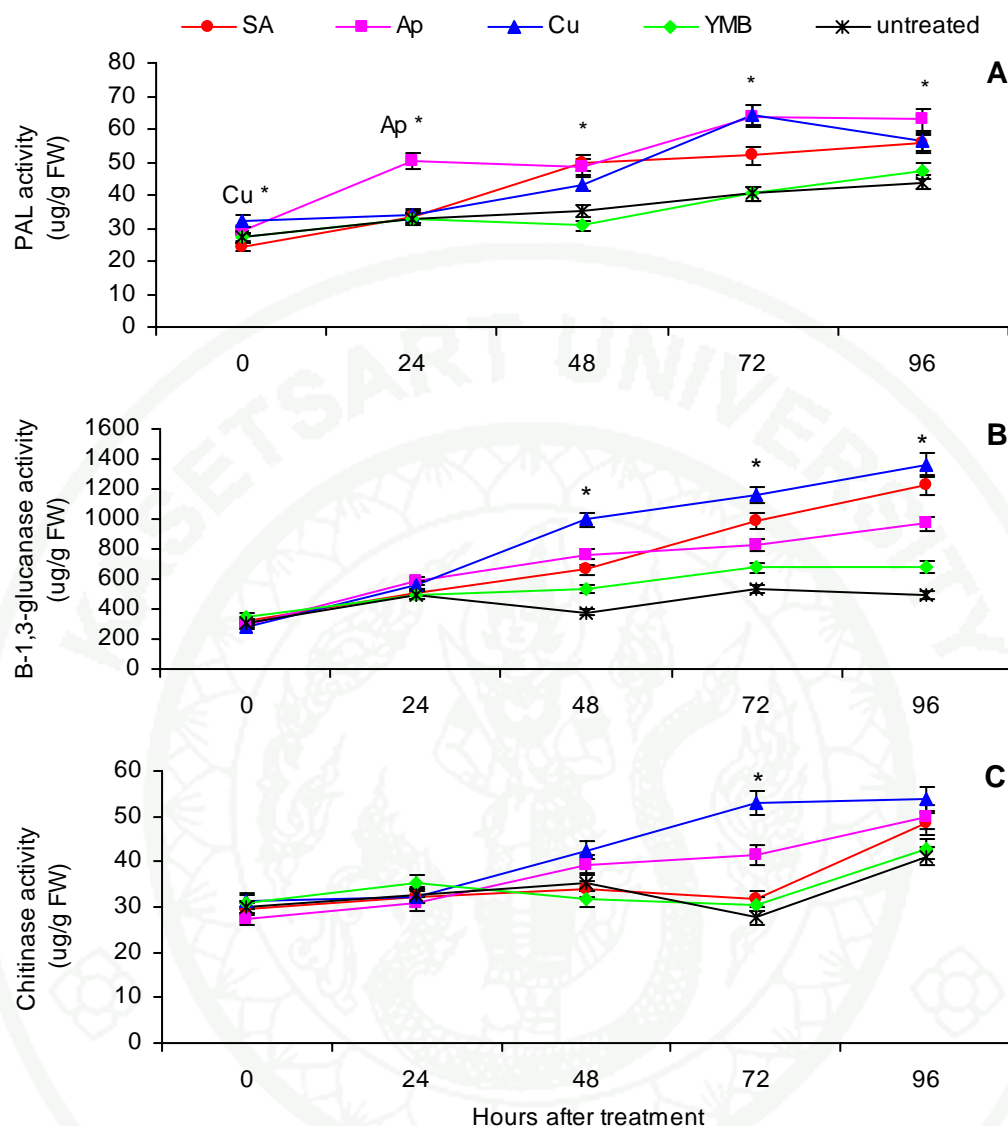 SA Ap Cu YMB untreated
A
PAL activity
(ug/g FW)
80
70
60
50
40
30
20
10
0
Cu *
Ap *
*
*
*
0 24 48 72 96
B
B-1,3-glucanase activity
(ug/g FW)
1600
1400
1200
1000
800
600
400
200
0
*
*
*
0 24 48 72 96
C
Chitinase activity
(ug/g FW)
60
50
40
30
20
10
0
*
0 24 48 72 96
Hours after treatment
KASETSART UNIVERSITY